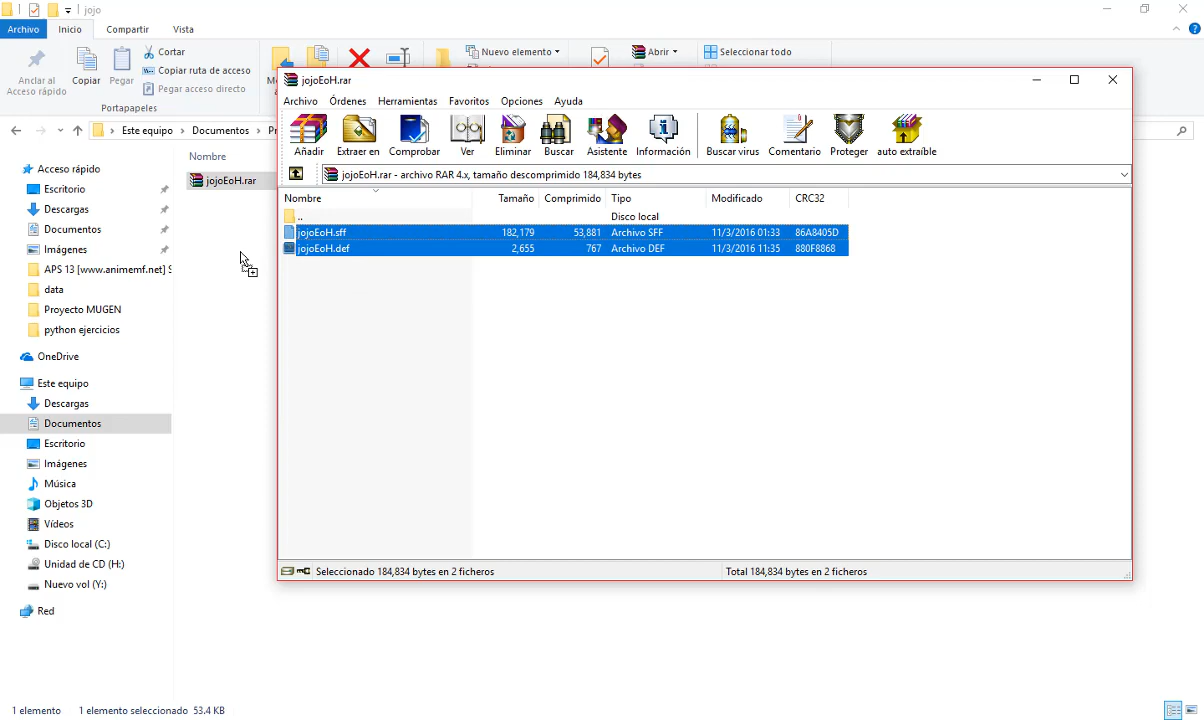 jojo
Archivo Inicio Compartir Vista
Anclar al Acceso rápido
Copiar
Pegar
Cortar
Copiar ruta de acceso
Pegar acceso directo
Portapapeles
Nuevo elemento
Abrir
Seleccionar todo
Este equipo Documentos
Nombre
jojoEoH.rar
Acceso rápido
Escritorio
Descargas
Documentos
Imágenes
APS 13 [www.animemf.net] S
data
Proyecto MUGEN
python ejercicios
OneDrive
Este equipo
Descargas
Documentos
Escritorio
Imágenes
Música
Objetos 3D
Vídeos
Disco local (C:)
Unidad de CD (H:)
Nuevo vol (Y:)
Red
1 elemento 1 elemento seleccionado 53.4 KB
jojoEoH.rar
Archivo Órdenes Herramientas Favoritos Opciones Ayuda
Añadir Extraer en Comprobar Ver Eliminar Buscar Asistente Información Buscar virus Comentario Proteger auto extraíble
jojoEoH.rar - archivo RAR 4.x, tamaño descomprimido 184,834 bytes
Nombre Tamaño Comprimido Tipo Modificado CRC32
.. Disco local
jojoEoH.sff 182,179 53,881 Archivo SFF 11/3/2016 01:33 86A8405D
jojoEoH.def 2,655 767 Archivo DEF 11/3/2016 11:35 880F8868
Seleccionado 184,834 bytes en 2 ficheros Total 184,834 bytes en 2 ficheros